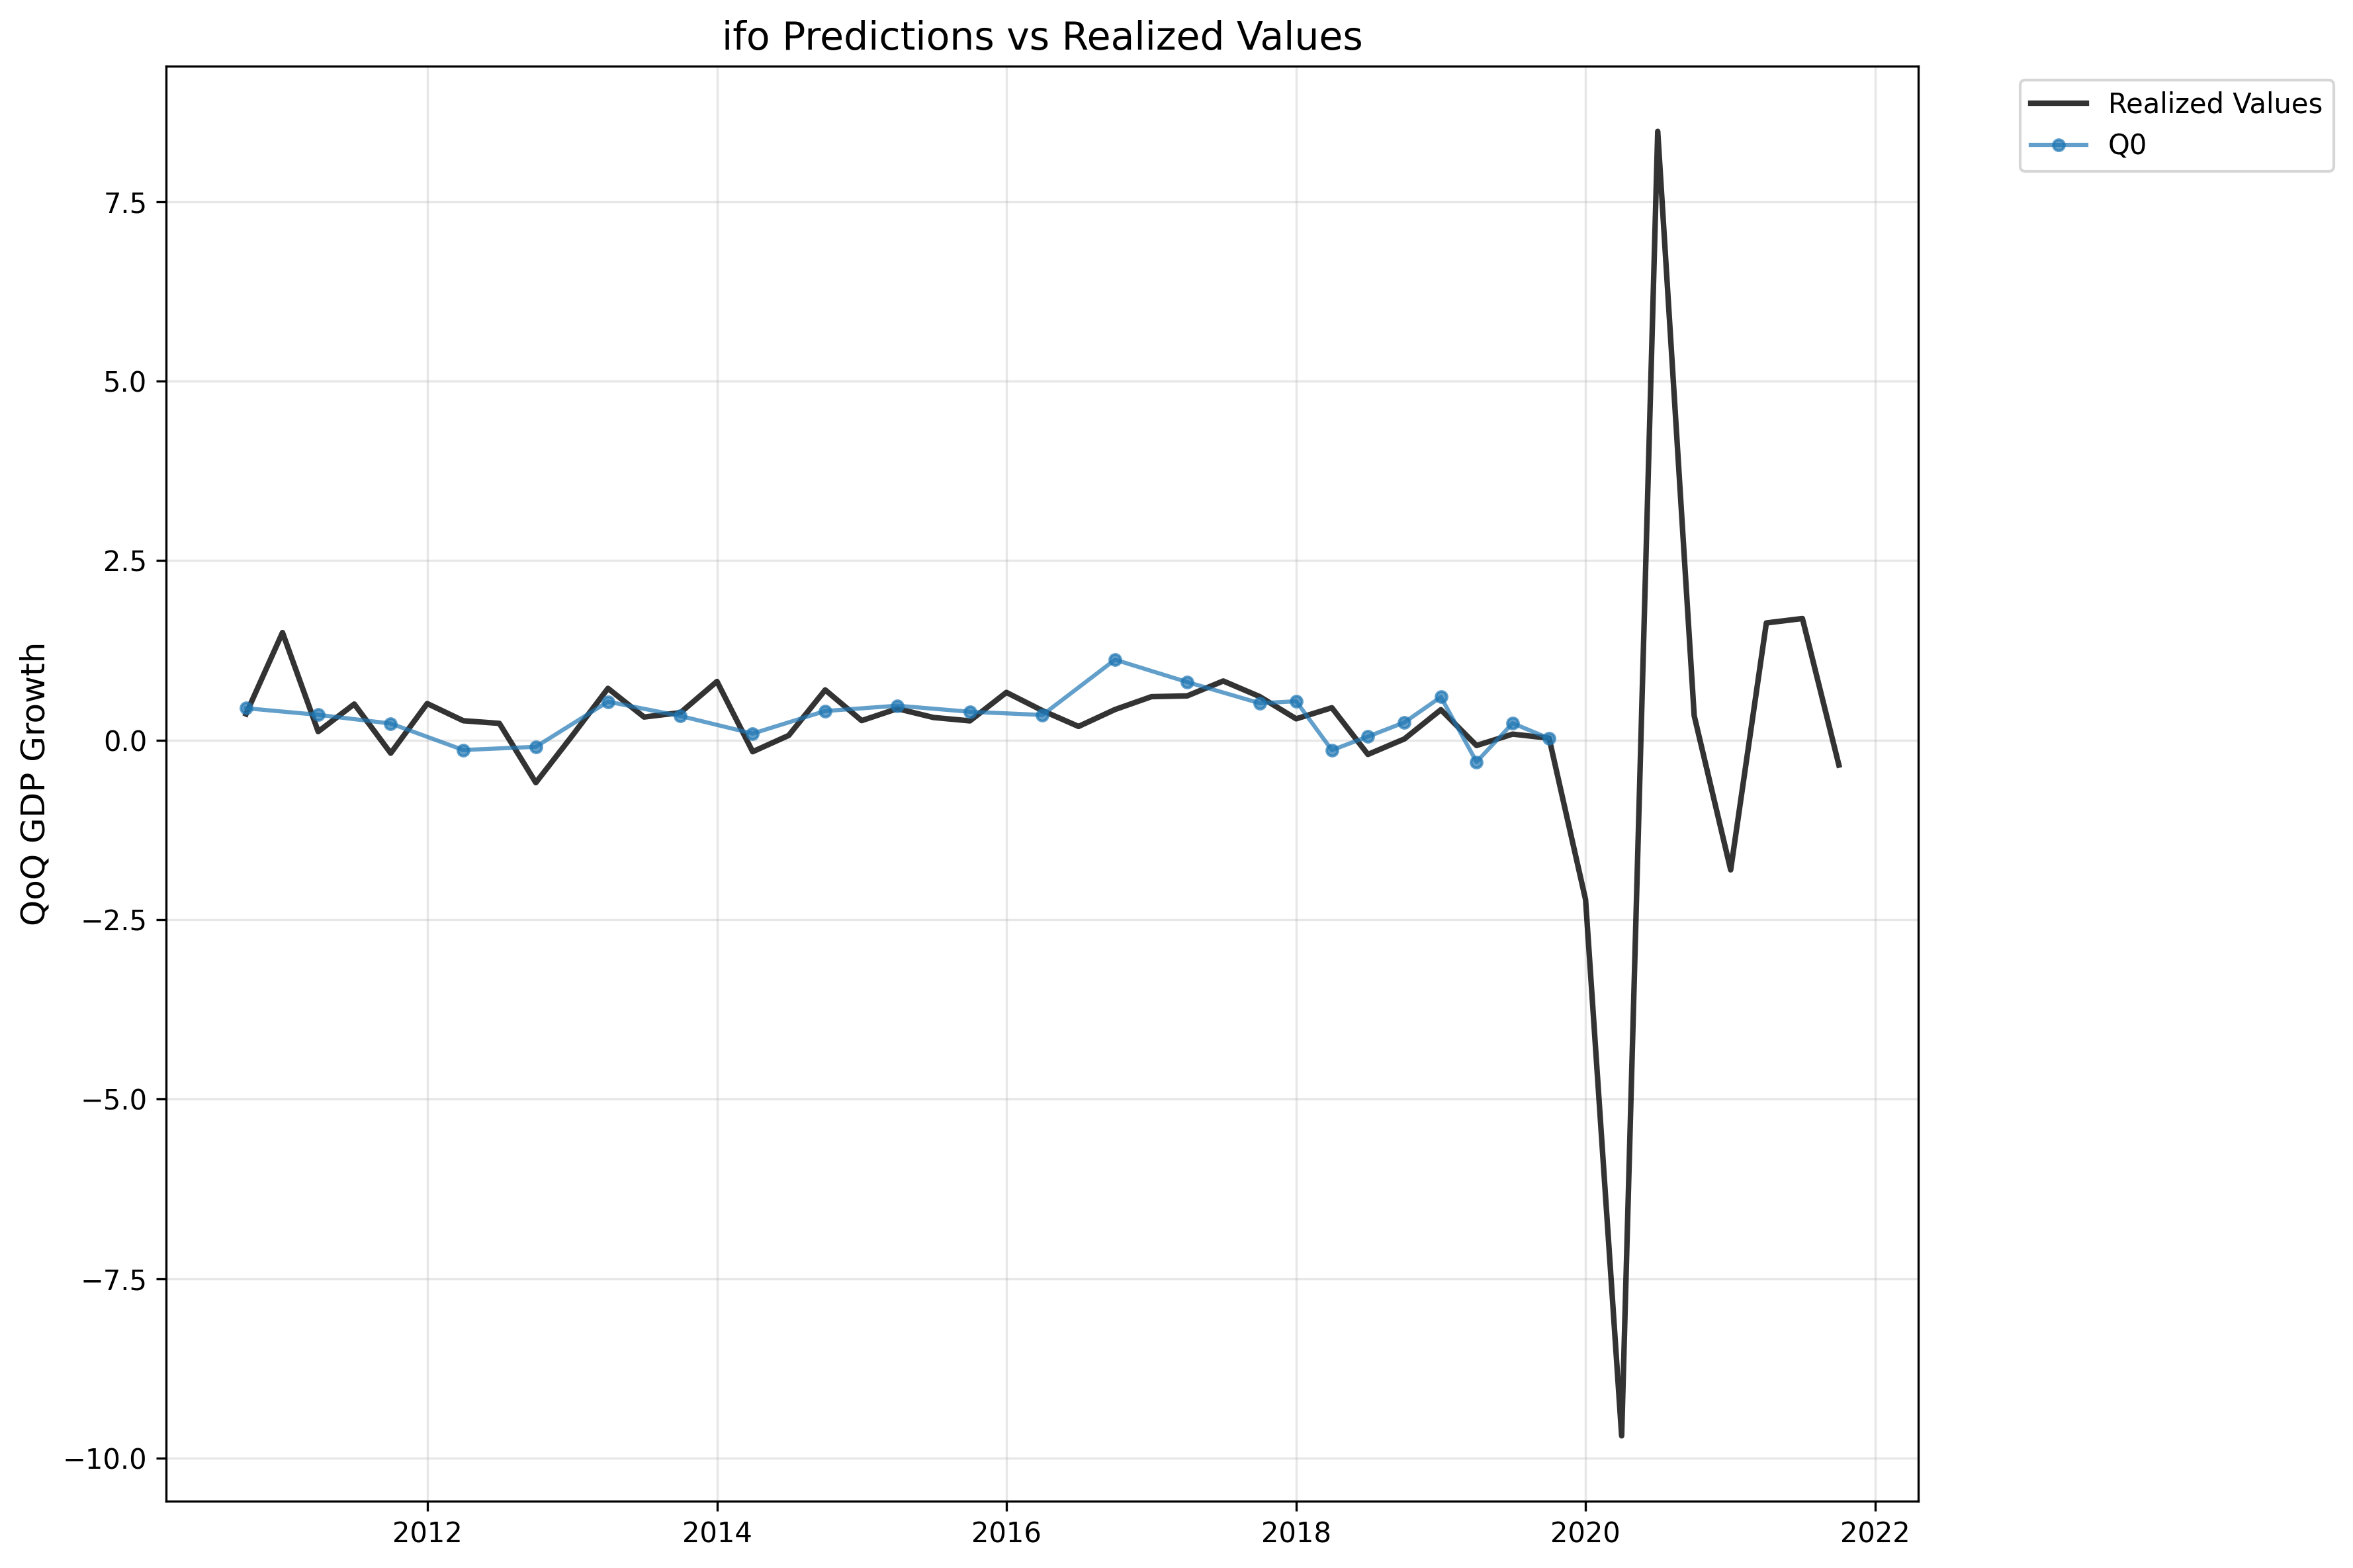 ifo Predictions vs Realized Values
Realized Values
Q0
QoQ GDP Growth
7.5
5.0
2.5
0.0
−2.5
−5.0
−7.5
−10.0
2012 2014 2016 2018 2020 2022